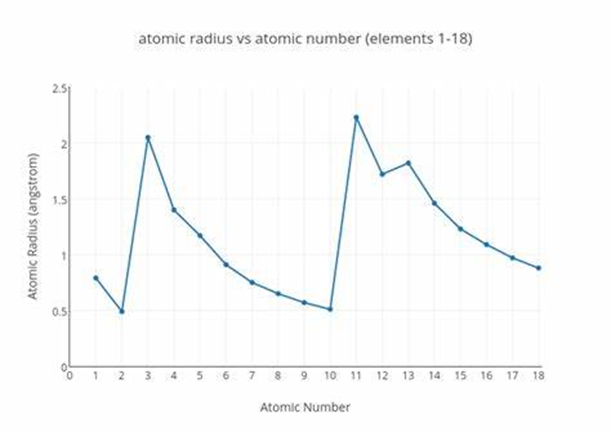 atomic radius vs atomic number (elements 1-18)
2.5
2
1.5
1
0.5
0
Atomic Radius (angstrom)
0 1 2 3 4 5 6 7 8 9 10 11 12 13 14 15 16 17 18
Atomic Number